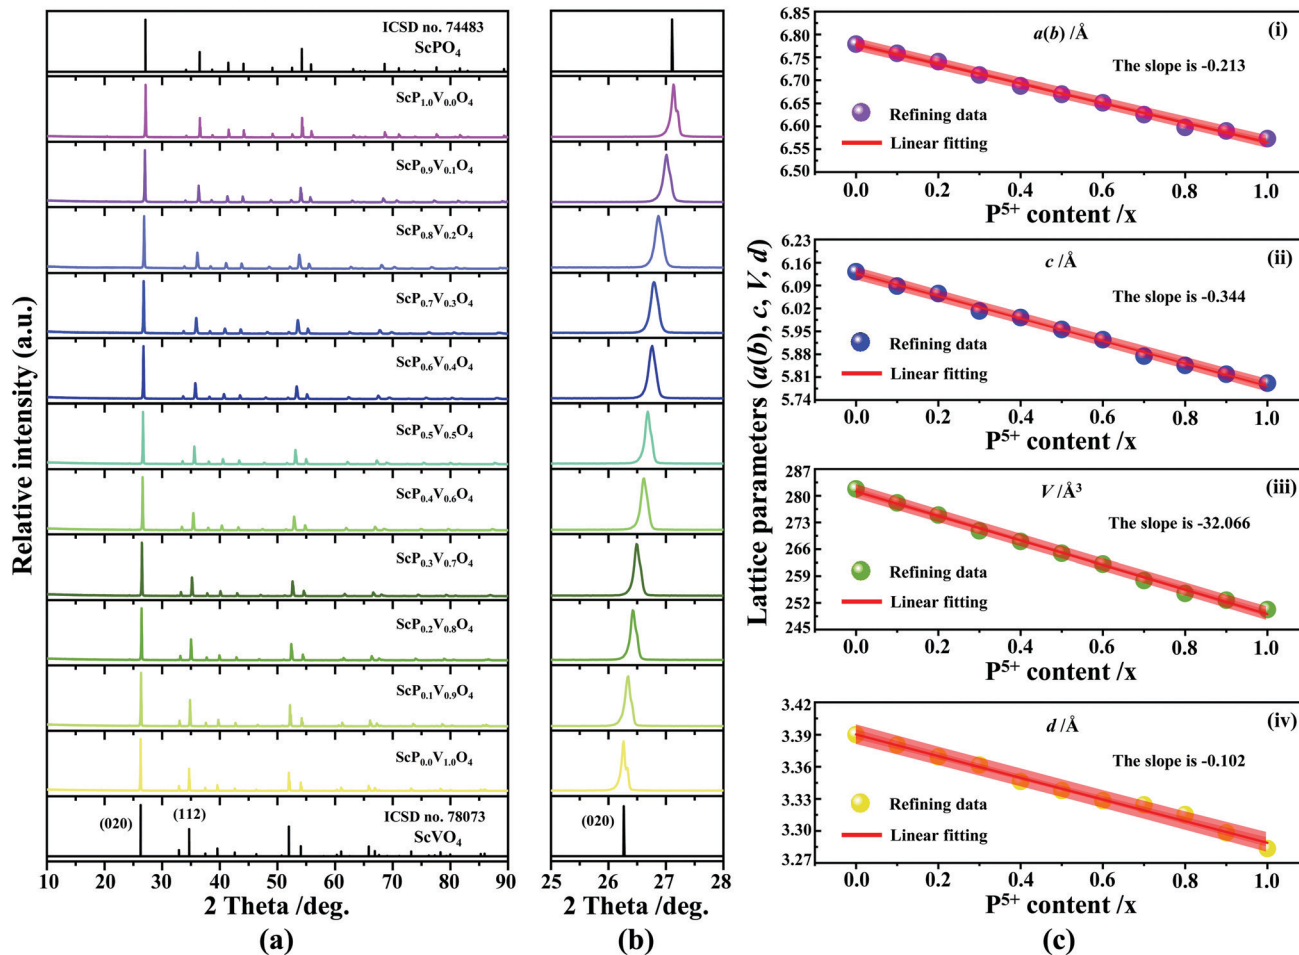 Relative intensity (a.u.)
ICSD no. 74483
ScPO₄
ScP₁.₀V₀.₀O₄
ScP₀.₉V₀.₁O₄
ScP₀.₈V₀.₂O₄
ScP₀.₇V₀.₃O₄
ScP₀.₆V₀.₄O₄
ScP₀.₅V₀.₅O₄
ScP₀.₄V₀.₆O₄
ScP₀.₃V₀.₇O₄
ScP₀.₂V₀.₈O₄
ScP₀.₁V₀.₉O₄
ScP₀.₀V₁.₀O₄
(020)
(112)
ICSD no. 78073
ScVO₄
10 20 30 40 50 60 70 80 90
2 Theta /deg.
(a)
(020)
25 26 27 28
2 Theta /deg.
(b)
Lattice parameters (a(b), c, V, d)
6.85
6.80
6.75
6.70
6.65
6.60
6.55
6.50
a(b) /Å
(i)
The slope is -0.213
Refining data
Linear fitting
0.0 0.2 0.4 0.6 0.8 1.0
P⁵⁺ content /x
6.23
6.16
6.09
6.02
5.95
5.88
5.81
5.74
c /Å
(ii)
The slope is -0.344
Refining data
Linear fitting
0.0 0.2 0.4 0.6 0.8 1.0
P⁵⁺ content /x
287
280
273
266
259
252
245
V /Å³
(iii)
The slope is -32.066
Refining data
Linear fitting
0.0 0.2 0.4 0.6 0.8 1.0
P⁵⁺ content /x
3.42
3.39
3.36
3.33
3.30
3.27
d /Å
(iv)
The slope is -0.102
Refining data
Linear fitting
0.0 0.2 0.4 0.6 0.8 1.0
P⁵⁺ content /x
(c)